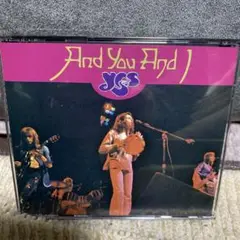 And You And I
yes